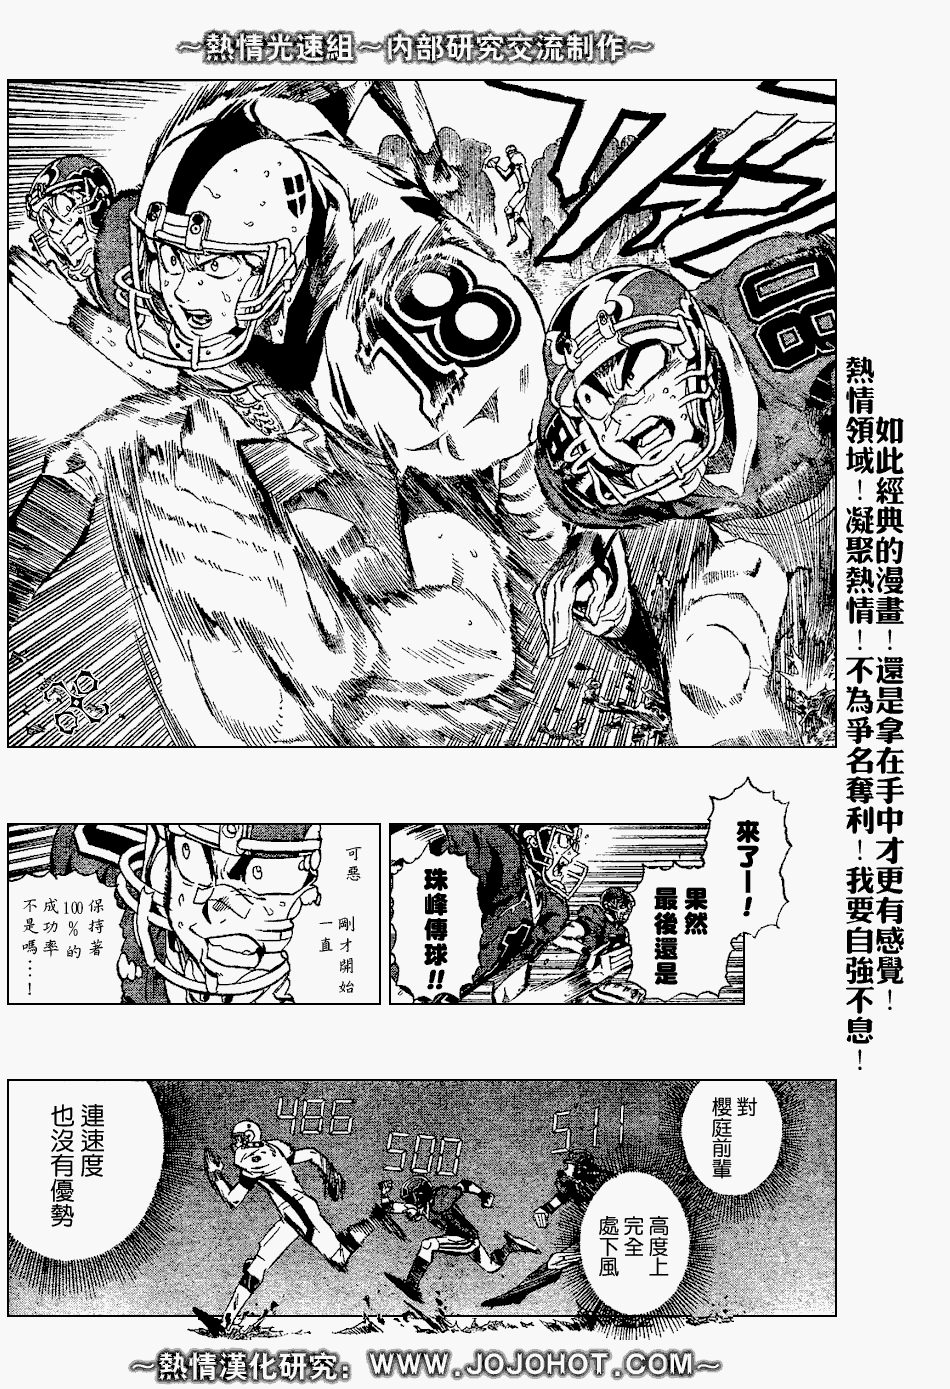 ～熱情光速組～内部研究交流制作～
18
80
如此經典的漫畫！還是拿在手中才更有感覺！
熱情領域！凝聚熱情！不為爭名奪利！我要自強不息！
來了—！
果然
最後還是
珠峰傳球!!
可惡
剛才開始
一直
保持著
100%的
成功率
不是嗎…！
對
櫻庭前輩
高度上
完全
處下風
511
500
486
連速度
也沒有優勢
～熱情漢化研究：WWW.JOJOHOT.COM～